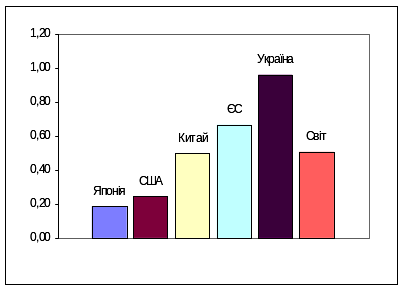 1,20
1,00
0,80
0,60
0,40
0,20
0,00
Японія
США
Китай
ЄС
Україна
Світ